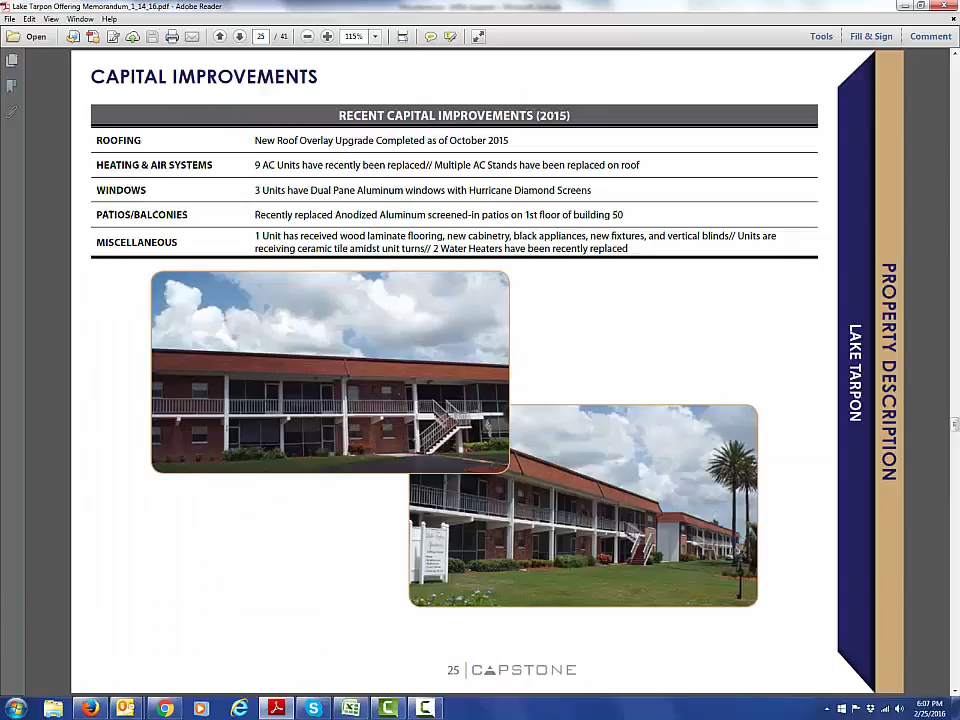 Lake Tarpon Offering Memorandum_1_14_16.pdf - Adobe Reader
File Edit View Window Help
Open 25 / 41 115% Tools Fill & Sign Comment
CAPITAL IMPROVEMENTS
RECENT CAPITAL IMPROVEMENTS (2015)
ROOFING New Roof Overlay Upgrade Completed as of October 2015
HEATING & AIR SYSTEMS 9 AC Units have recently been replaced// Multiple AC Stands have been replaced on roof
WINDOWS 3 Units have Dual Pane Aluminum windows with Hurricane Diamond Screens
PATIOS/BALCONIES Recently replaced Anodized Aluminum screened-in patios on 1st floor of building 50
MISCELLANEOUS 1 Unit has received wood laminate flooring, new cabinetry, black appliances, new fixtures, and vertical blinds// Units are
receiving ceramic tile amidst unit turns// 2 Water Heaters have been recently replaced
PROPERTY DESCRIPTION
LAKE TARPON
25 CAPSTONE
6:07 PM
2/25/2016